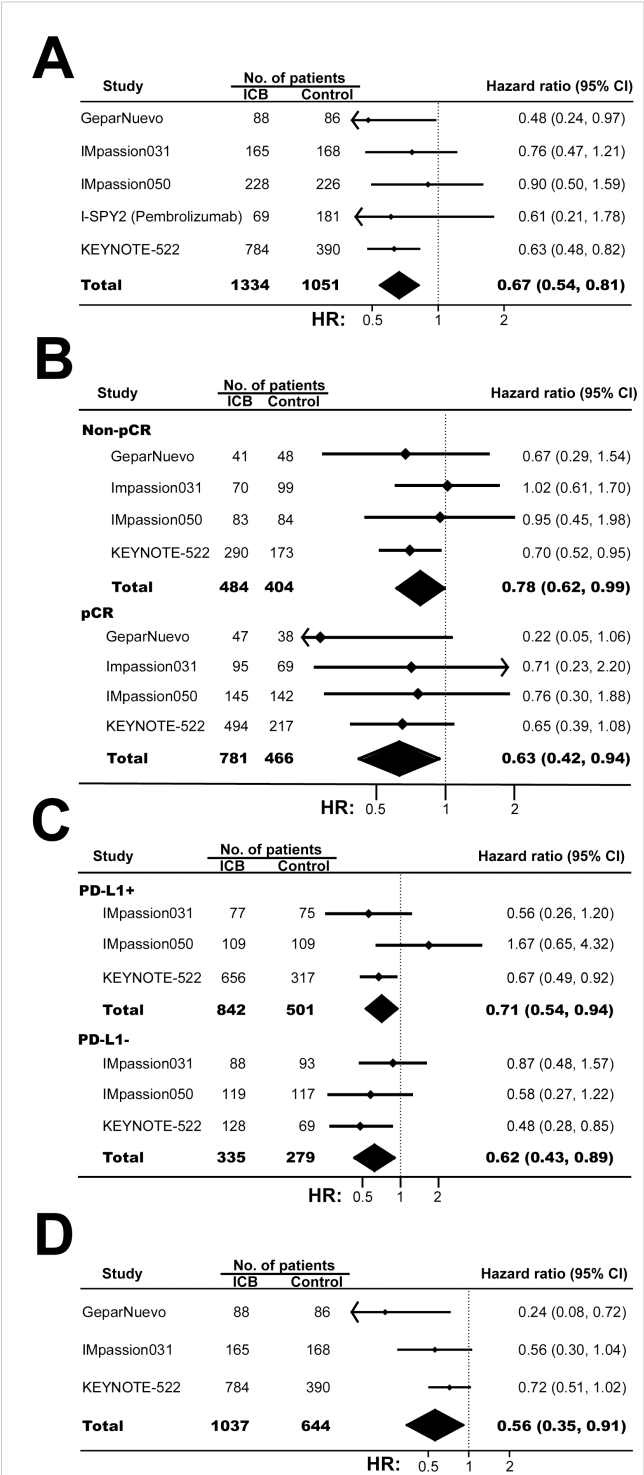 A
No. of patients
Study Hazard ratio (95% CI)
ICB Control
GeparNuevo 88 86 0.48 (0.24, 0.97)
IMpassion031 165 168 0.76 (0.47, 1.21)
IMpassion050 228 226 0.90 (0.50, 1.59)
I-SPY2 (Pembrolizumab) 69 181 0.61 (0.21, 1.78)
KEYNOTE-522 784 390 0.63 (0.48, 0.82)
Total 1334 1051 0.67 (0.54, 0.81)
HR: 0.5 1 2
B
No. of patients
Study Hazard ratio (95% CI)
ICB Control
Non-pCR
GeparNuevo 41 48 0.67 (0.29, 1.54)
Impassion031 70 99 1.02 (0.61, 1.70)
IMpassion050 83 84 0.95 (0.45, 1.98)
KEYNOTE-522 290 173 0.70 (0.52, 0.95)
Total 484 404 0.78 (0.62, 0.99)
pCR
GeparNuevo 47 38 0.22 (0.05, 1.06)
Impassion031 95 69 0.71 (0.23, 2.20)
IMpassion050 145 142 0.76 (0.30, 1.88)
KEYNOTE-522 494 217 0.65 (0.39, 1.08)
Total 781 466 0.63 (0.42, 0.94)
HR: 0.5 1 2
C
No. of patients
Study Hazard ratio (95% CI)
ICB Control
PD-L1+
IMpassion031 77 75 0.56 (0.26, 1.20)
IMpassion050 109 109 1.67 (0.65, 4.32)
KEYNOTE-522 656 317 0.67 (0.49, 0.92)
Total 842 501 0.71 (0.54, 0.94)
PD-L1-
IMpassion031 88 93 0.87 (0.48, 1.57)
IMpassion050 119 117 0.58 (0.27, 1.22)
KEYNOTE-522 128 69 0.48 (0.28, 0.85)
Total 335 279 0.62 (0.43, 0.89)
HR: 0.5 1 2
D
No. of patients
Study Hazard ratio (95% CI)
ICB Control
GeparNuevo 88 86 0.24 (0.08, 0.72)
IMpassion031 165 168 0.56 (0.30, 1.04)
KEYNOTE-522 784 390 0.72 (0.51, 1.02)
Total 1037 644 0.56 (0.35, 0.91)
HR: 0.5 1 2